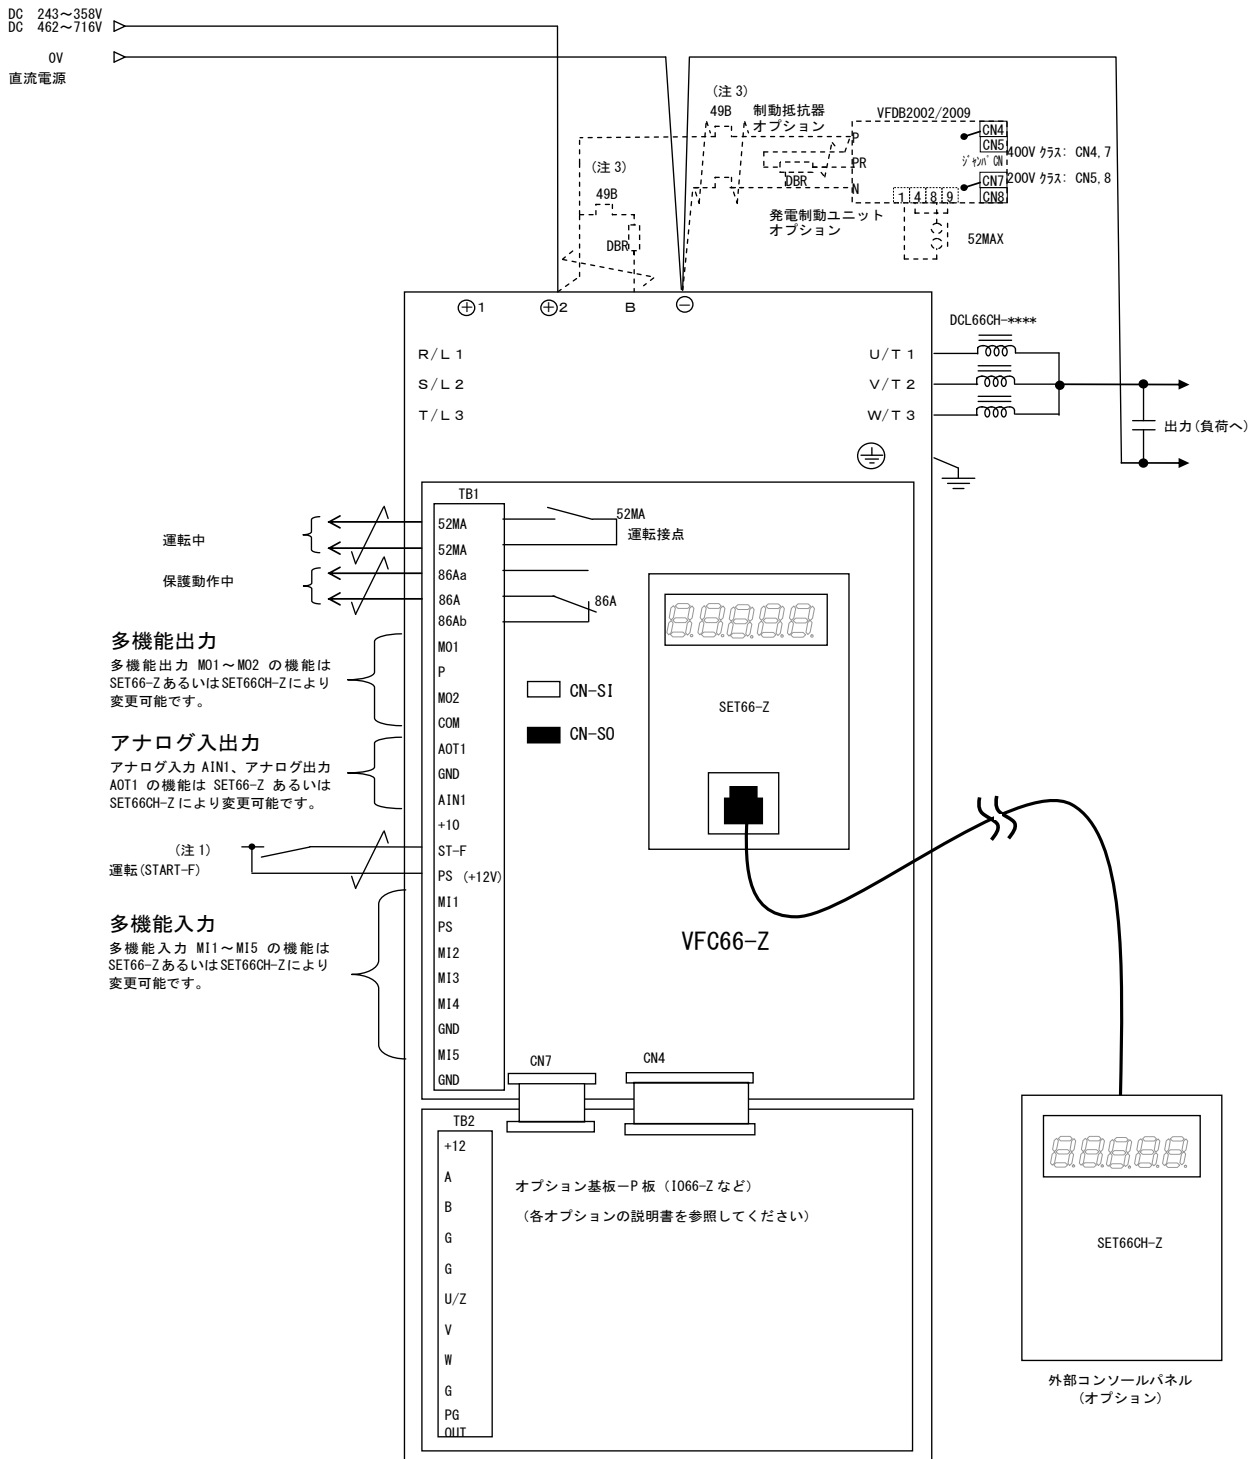 DC 243～358V
DC 462～716V
0V
直流電源
(注3)
49B
制動抵抗器
オプション
VFDB2002/2009
P
PR
N
DBR
CN4
CN5
ｼﾞｬﾝﾊﾟ CN
CN7
CN8
400V ｸﾗｽ: CN4,7
200V ｸﾗｽ: CN5,8
1 4 8 9
発電制動ユニット
オプション
52MAX
(注3)
49B
DBR
⊕1
⊕2
B
⊖
DCL66CH-****
R/L1
S/L2
T/L3
U/T1
V/T2
W/T3
出力(負荷へ)
TB1
52MA
52MA
86Aa
86A
86Ab
MO1
P
MO2
COM
AOT1
GND
AIN1
+10
ST-F
PS (+12V)
MI1
PS
MI2
MI3
MI4
GND
MI5
GND
52MA
運転接点
86A
運転中
保護動作中
多機能出力
多機能出力 MO1～MO2 の機能は
SET66-ZあるいはSET66CH-Zにより
変更可能です。
アナログ入出力
アナログ入力 AIN1、アナログ出力
AOT1 の機能は SET66-Z あるいは
SET66CH-Z により変更可能です。
(注1)
運転(START-F)
多機能入力
多機能入力 MI1～MI5 の機能は
SET66-ZあるいはSET66CH-Zにより
変更可能です。
CN-SI
CN-SO
SET66-Z
VFC66-Z
CN7
CN4
TB2
+12
A
B
G
G
U/Z
V
W
G
PG
OUT
オプション基板－P板（IO66-Zなど）
（各オプションの説明書を参照してください）
SET66CH-Z
外部コンソールパネル
(オプション)